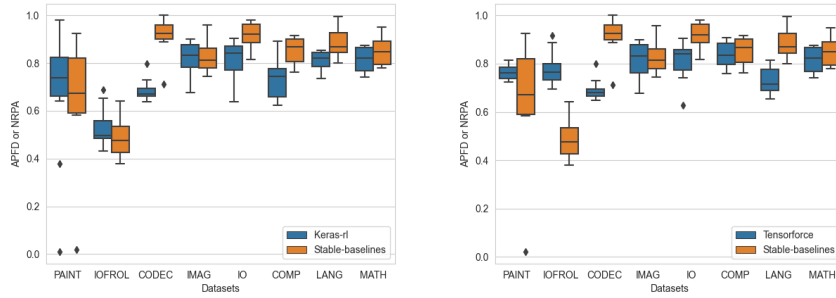 1.0
0.8
0.6
0.4
0.2
0.0
APFD or NRPA
Keras-rl
Stable-baselines
PAINT IOFROL CODEC IMAG IO COMP LANG MATH
Datasets
1.0
0.8
0.6
0.4
0.2
0.0
APFD or NRPA
Tensorforce
Stable-baselines
PAINT IOFROL CODEC IMAG IO COMP LANG MATH
Datasets